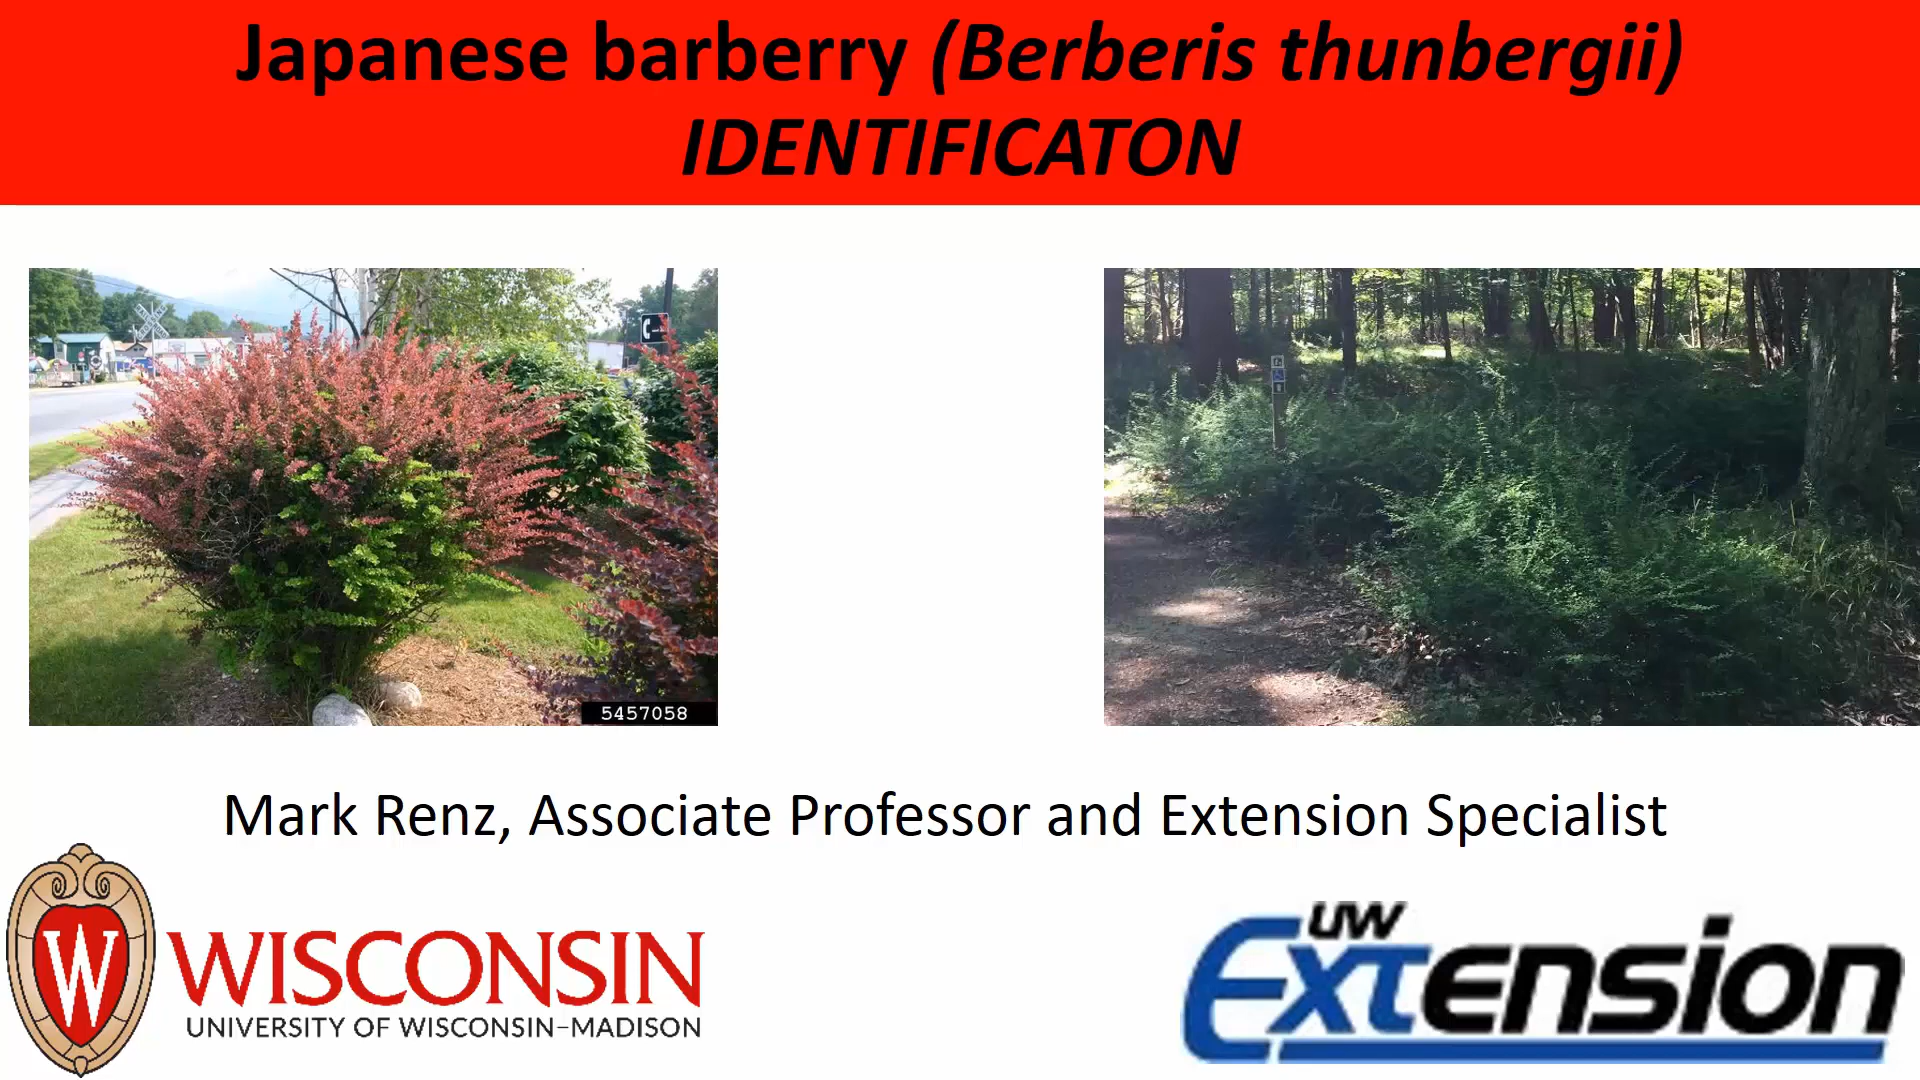 Japanese barberry (Berberis thunbergii)
IDENTIFICATON
5457058
Mark Renz, Associate Professor and Extension Specialist
W
WISCONSIN
UNIVERSITY OF WISCONSIN–MADISON
UW
Extension